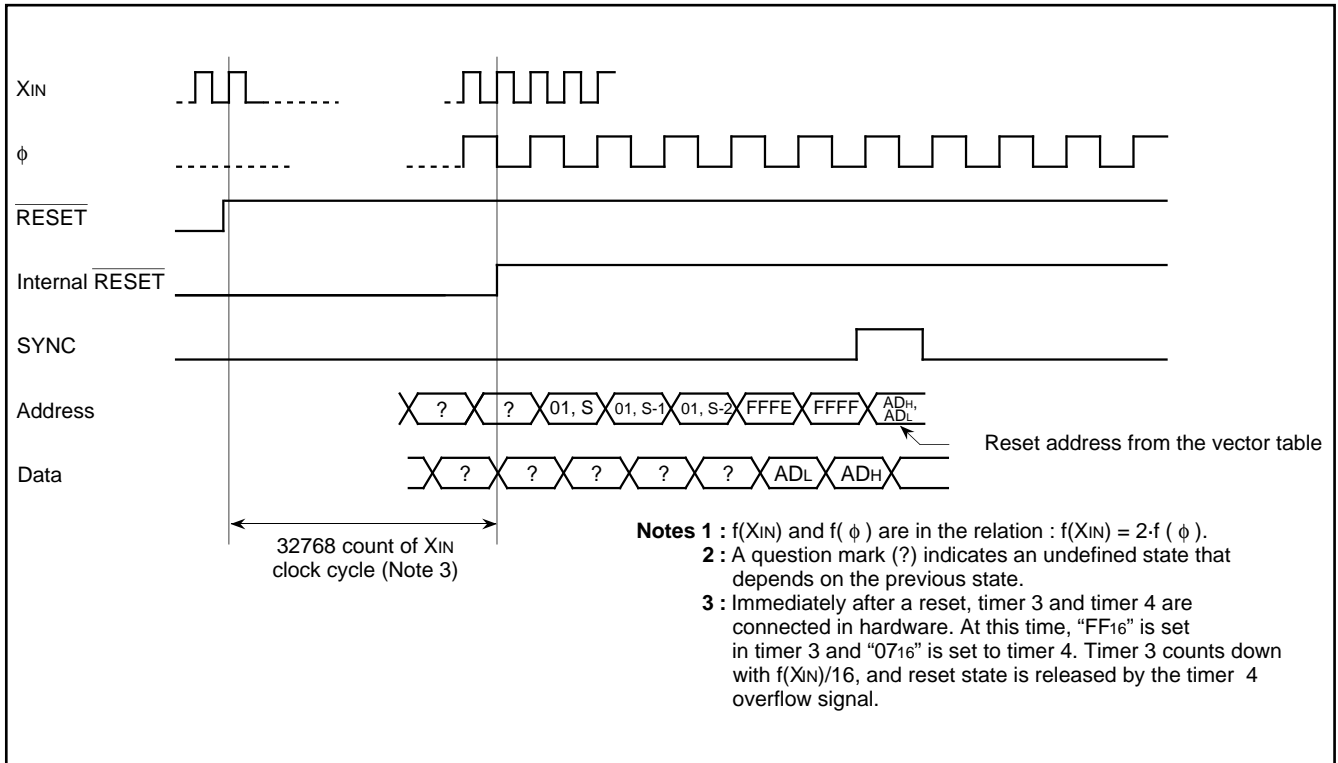 XIN
ϕ
RESET
Internal RESET
SYNC
Address
? ? 01, S 01, S-1 01, S-2 FFFE FFFF ADH,
ADL
Reset address from the vector table
Data
? ? ? ? ? ADL ADH
32768 count of XIN
clock cycle (Note 3)
Notes 1 : f(XIN) and f( ϕ ) are in the relation : f(XIN) = 2·f ( ϕ ).
2 : A question mark (?) indicates an undefined state that
depends on the previous state.
3 : Immediately after a reset, timer 3 and timer 4 are
connected in hardware. At this time, “FF16” is set
in timer 3 and “0716” is set to timer 4. Timer 3 counts down
with f(XIN)/16, and reset state is released by the timer 4
overflow signal.